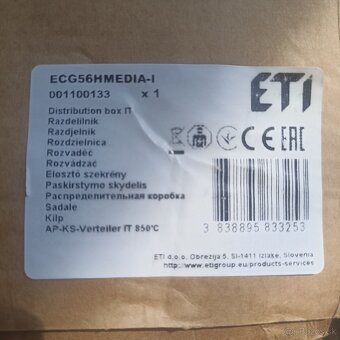 ECG56HMEDIA-I
001100133 x 1
ETI
Distribution box IT
Razdelilnik
Razdjelnik
Rozdzielnica
Rozvaděč
Rozvádzač
Elosztó szekrény
Paskirstymo skydelis
Распределительная коробка
Sadale
Kilp
AP-KS-Verteiler IT 850°C
CE EAC
3 838895 833253
ETI d.o.o. Obrezija 5, SI-1411 Izlake, Slovenia
http://www.etigroup.eu/products-services